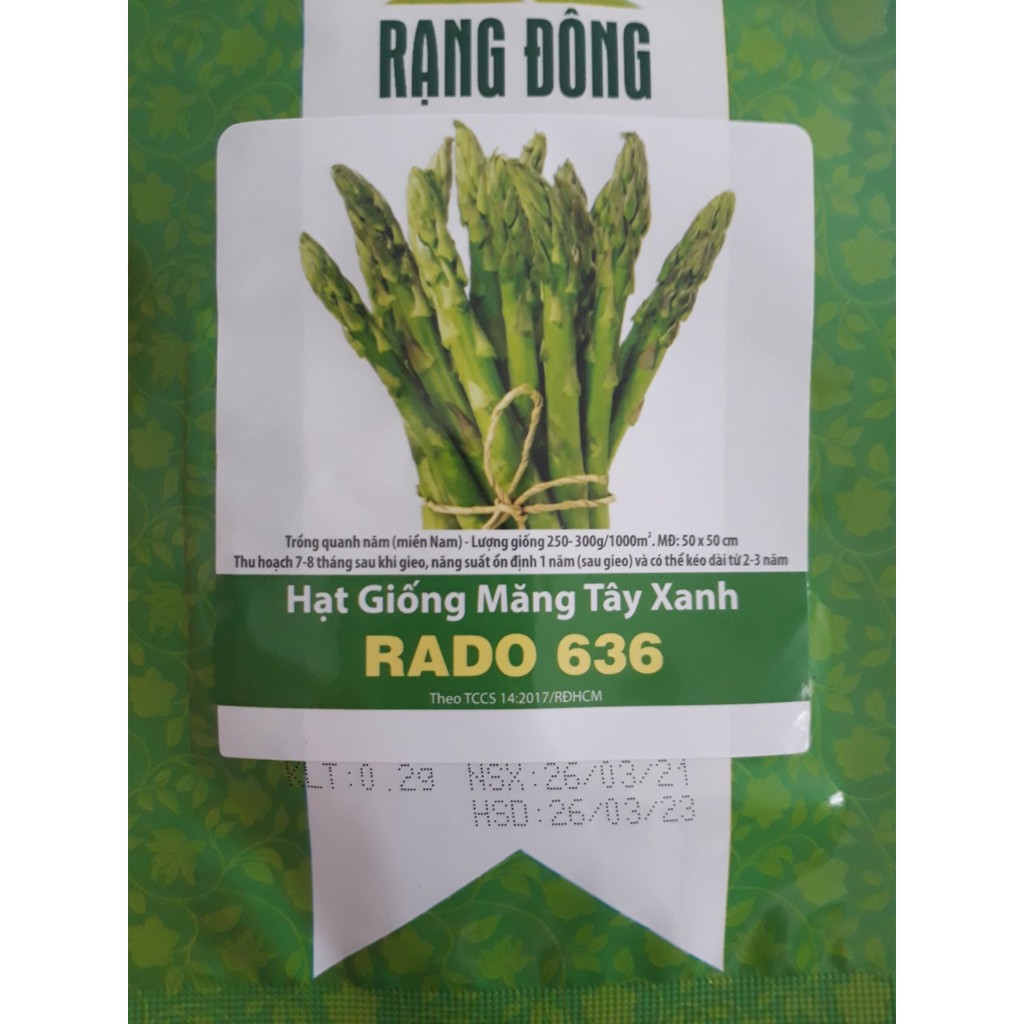 RẠNG ĐÔNG
Trồng quanh năm (miền Nam) - Lượng giống 250- 300g/1000m². MĐ: 50 x 50 cm
Thu hoạch 7-8 tháng sau khi gieo, năng suất ổn định 1 năm (sau gieo) và có thể kéo dài từ 2-3 năm
Hạt Giống Măng Tây Xanh
RADO 636
Theo TCCS 14:2017/RĐHCM
KLT:0.2g NSX:26/03/21
HSD:26/03/23